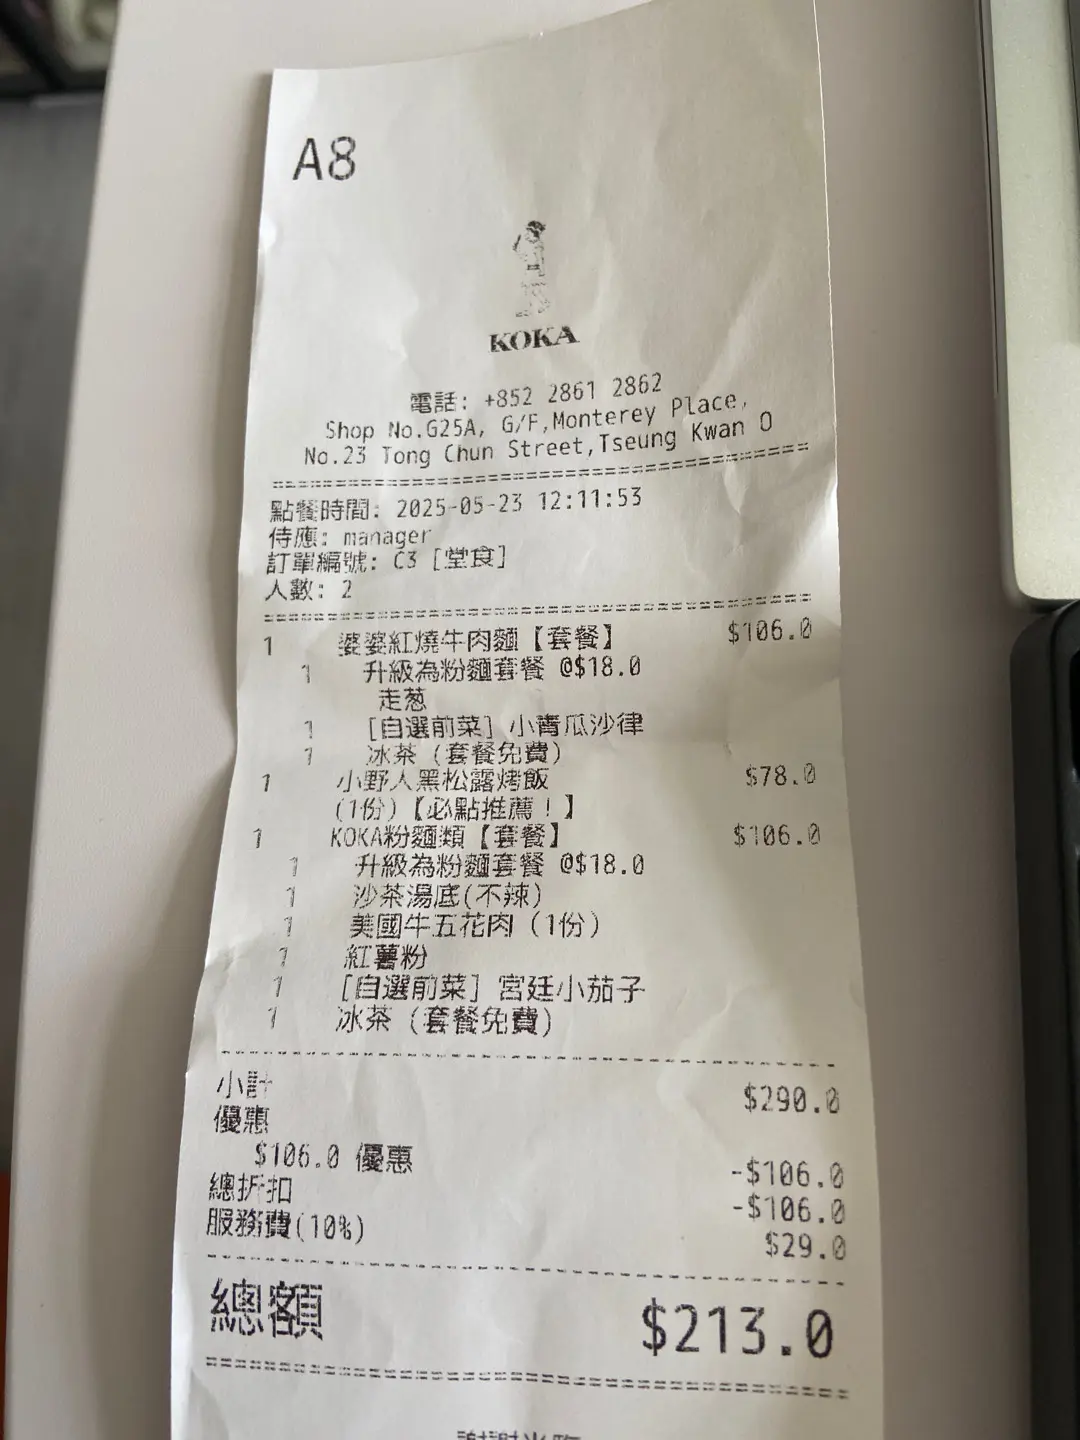 A8
KOKA
電話: +852 2861 2862
Shop No.G25A, G/F,Monterey Place,
No.23 Tong Chun Street,Tseung Kwan O
點餐時間: 2025-05-23 12:11:53
侍應: manager
訂單編號: C3 [堂食]
人數: 2
1 婆婆紅燒牛肉麵【套餐】 $106.0
1 升級為粉麵套餐 @$18.0
走葱
1 [自選前菜] 小青瓜沙律
1 冰茶 (套餐免費)
1 小野人黑松露烤飯 $78.0
(1份)【必點推薦!】
1 KOKA粉麵類【套餐】 $106.0
1 升級為粉麵套餐 @$18.0
1 沙茶湯底(不辣)
1 美國牛五花肉 (1份)
1 紅薯粉
1 [自選前菜] 宮廷小茄子
1 冰茶 (套餐免費)
小計 $290.0
優惠
$106.0 優惠 -$106.0
總折扣 -$106.0
服務費(10%) $29.0
總額 $213.0